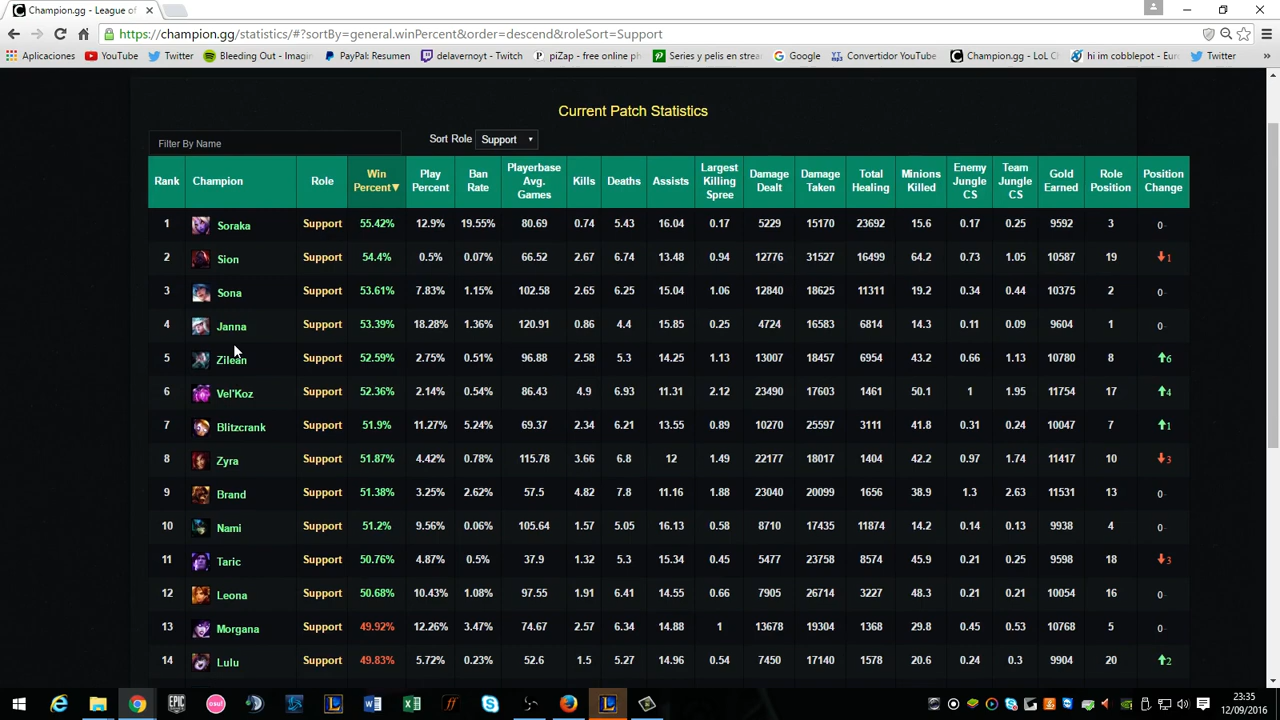 Champion.gg - League of
https://champion.gg/statistics/#?sortBy=general.winPercent&order=descend&roleSort=Support
Aplicaciones YouTube Twitter Bleeding Out - Imagin PayPal Resumen delavernoyt - Twitch piZap - free online ph Series y pelis en strea Google Convertidor YouTube Champion.gg - LoL C hi im cobblepot - Eur Twitter »
Current Patch Statistics
Filter By Name Sort Role Support
Rank Champion Role Win Percent▼ Play Percent Ban Rate Playerbase Avg. Games Kills Deaths Assists Largest Killing Spree Damage Dealt Damage Taken Total Healing Minions Killed Enemy Jungle CS Team Jungle CS Gold Earned Role Position Position Change
1 Soraka Support 55.42% 12.9% 19.55% 80.69 0.74 5.43 16.04 0.17 5229 15170 23692 15.6 0.17 0.25 9592 3 0-
2 Sion Support 54.4% 0.5% 0.07% 66.52 2.67 6.74 13.48 0.94 12776 31527 16499 64.2 0.73 1.05 10587 19 1
3 Sona Support 53.61% 7.83% 1.15% 102.58 2.65 6.25 15.04 1.06 12840 18625 11311 19.2 0.34 0.44 10375 2 0-
4 Janna Support 53.39% 18.28% 1.36% 120.91 0.86 4.4 15.85 0.25 4724 16583 6814 14.3 0.11 0.09 9604 1 0-
5 Zilean Support 52.59% 2.75% 0.51% 96.88 2.58 5.3 14.25 1.13 13007 18457 6954 43.2 0.66 1.13 10780 8 6
6 Vel'Koz Support 52.36% 2.14% 0.54% 86.43 4.9 6.93 11.31 2.12 23490 17603 1461 50.1 1 1.95 11754 17 4
7 Blitzcrank Support 51.9% 11.27% 5.24% 69.37 2.34 6.21 13.55 0.89 10270 25597 3111 41.8 0.31 0.24 10047 7 1
8 Zyra Support 51.87% 4.42% 0.78% 115.78 3.66 6.8 12 1.49 22177 18017 1404 42.2 0.97 1.74 11417 10 3
9 Brand Support 51.38% 3.25% 2.62% 57.5 4.82 7.8 11.16 1.88 23040 20099 1656 38.9 1.3 2.63 11531 13 0-
10 Nami Support 51.2% 9.56% 0.06% 105.64 1.57 5.05 16.13 0.58 8710 17435 11874 14.2 0.14 0.13 9938 4 0-
11 Taric Support 50.76% 4.87% 0.5% 37.9 1.32 5.3 15.34 0.45 5477 23758 8574 45.9 0.21 0.25 9598 18 3
12 Leona Support 50.68% 10.43% 1.08% 97.55 1.91 6.41 14.55 0.66 7905 26714 3227 48.3 0.21 0.21 10054 16 0-
13 Morgana Support 49.92% 12.26% 3.47% 74.67 2.57 6.34 14.88 1 13678 19304 1368 29.8 0.45 0.53 10768 5 0-
14 Lulu Support 49.83% 5.72% 0.23% 52.6 1.5 5.27 14.96 0.54 7450 17140 1578 20.6 0.24 0.3 9904 20 2
EPIC GAMES osu! ff
23:35
12/09/2016